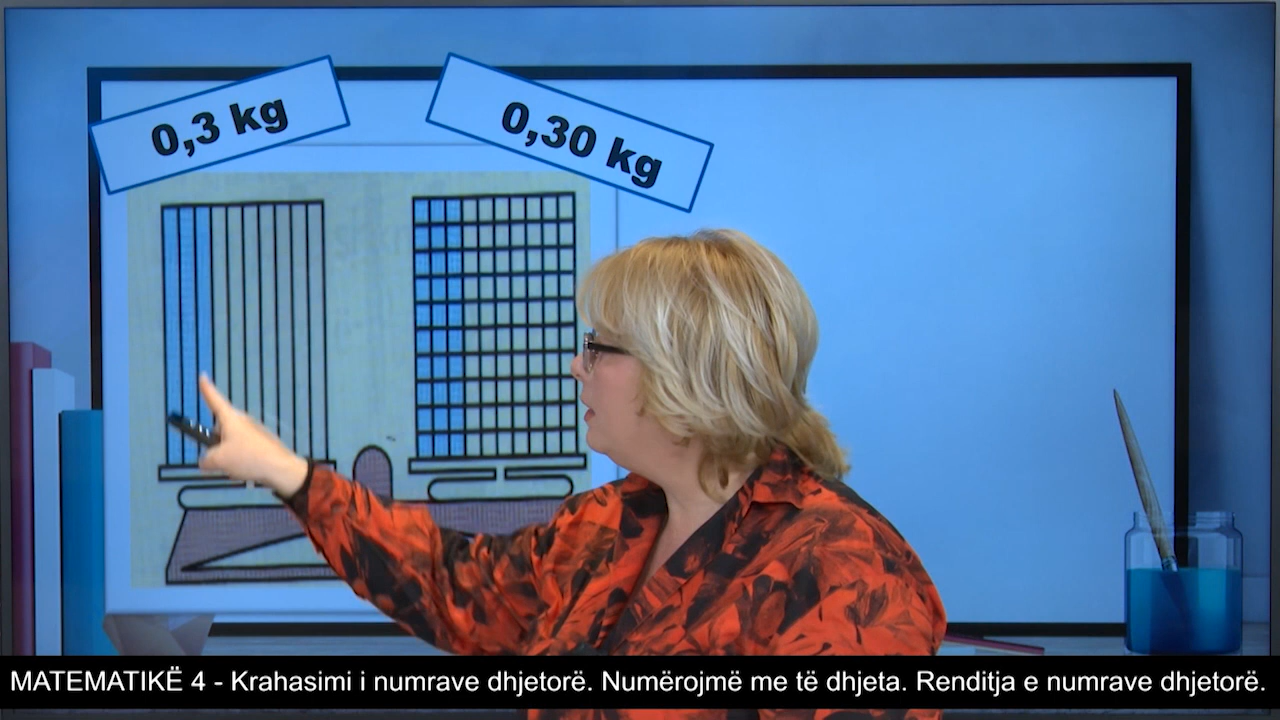 0,3 kg
0,30 kg
MATEMATIKË 4 - Krahasimi i numrave dhjetorë. Numërojmë me të dhjeta. Renditja e numrave dhjetorë.